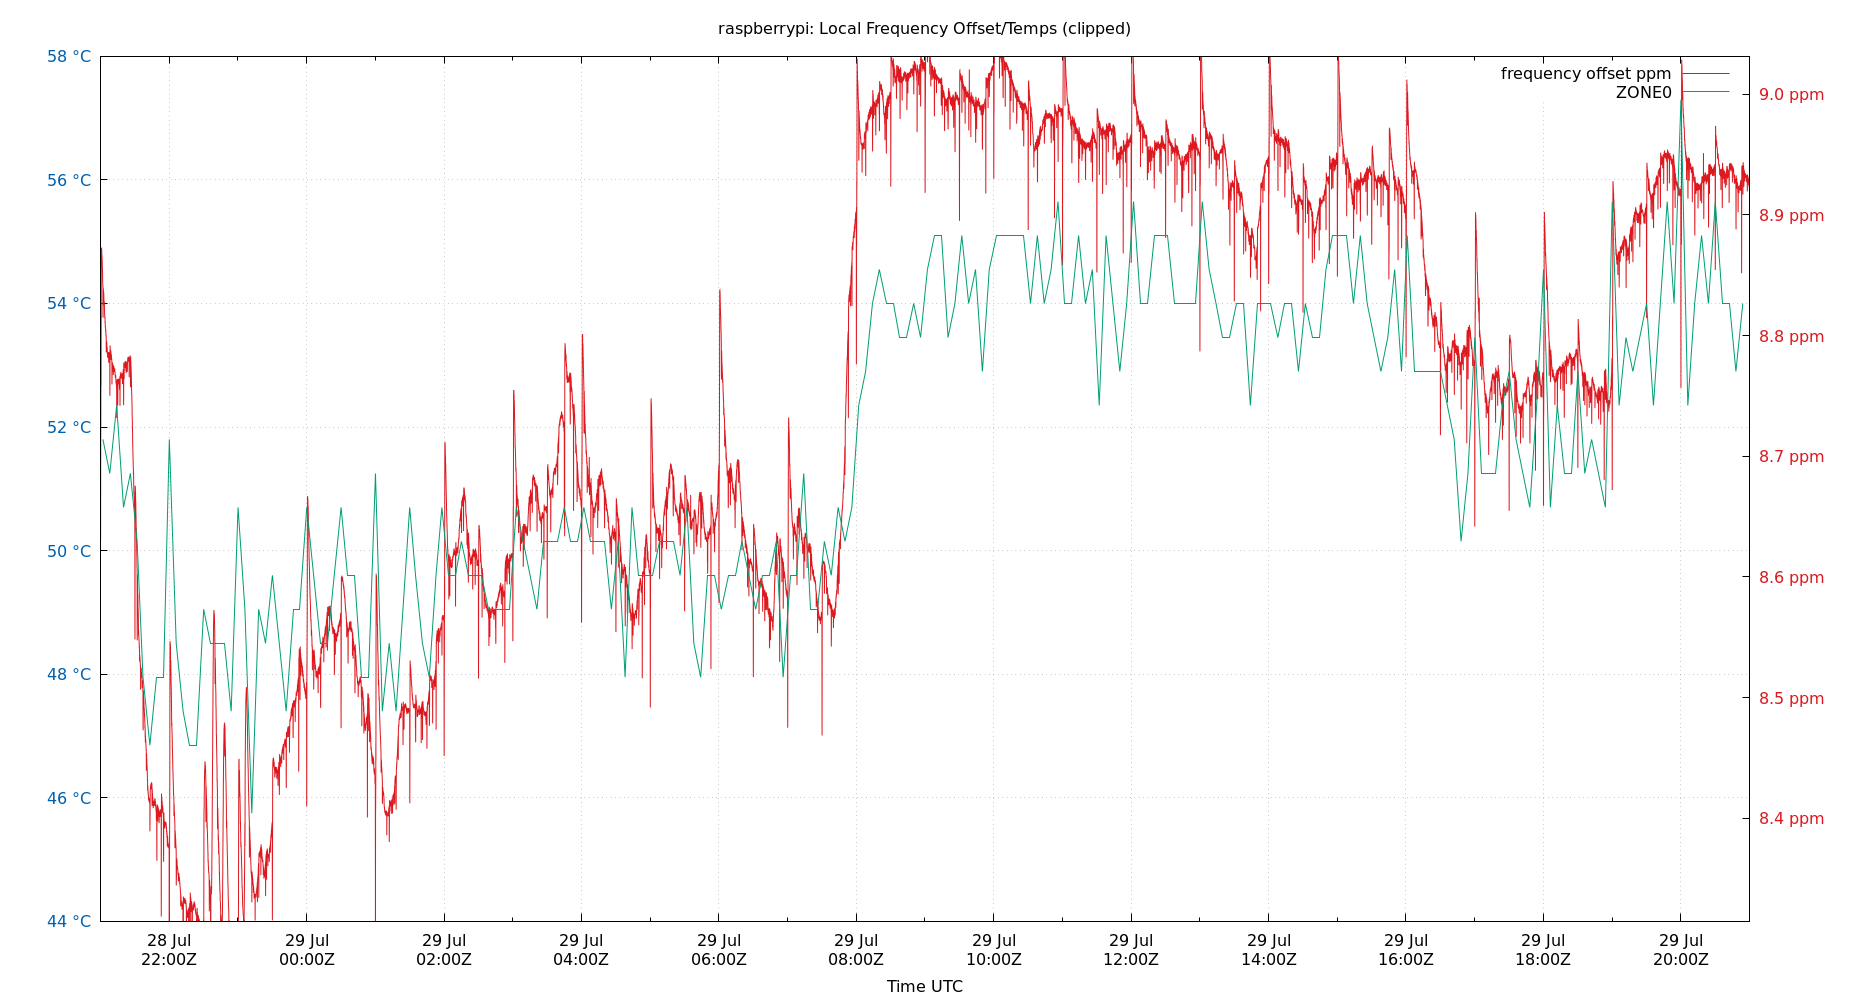 raspberrypi: Local Frequency Offset/Temps (clipped)
58 °C
56 °C
54 °C
52 °C
50 °C
48 °C
46 °C
44 °C
frequency offset ppm
ZONE0
9.0 ppm
8.9 ppm
8.8 ppm
8.7 ppm
8.6 ppm
8.5 ppm
8.4 ppm
28 Jul
22:00Z
29 Jul
00:00Z
29 Jul
02:00Z
29 Jul
04:00Z
29 Jul
06:00Z
29 Jul
08:00Z
29 Jul
10:00Z
29 Jul
12:00Z
29 Jul
14:00Z
29 Jul
16:00Z
29 Jul
18:00Z
29 Jul
20:00Z
Time UTC